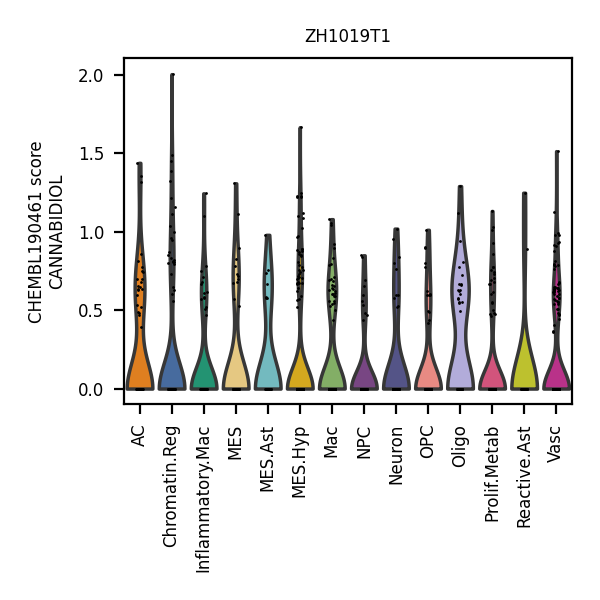 ZH1019T1
CHEMBL190461 score
CANNABIDIOL
2.0
1.5
1.0
0.5
0.0
AC
Chromatin.Reg
Inflammatory.Mac
MES
MES.Ast
MES.Hyp
Mac
NPC
Neuron
OPC
Oligo
Prolif.Metab
Reactive.Ast
Vasc